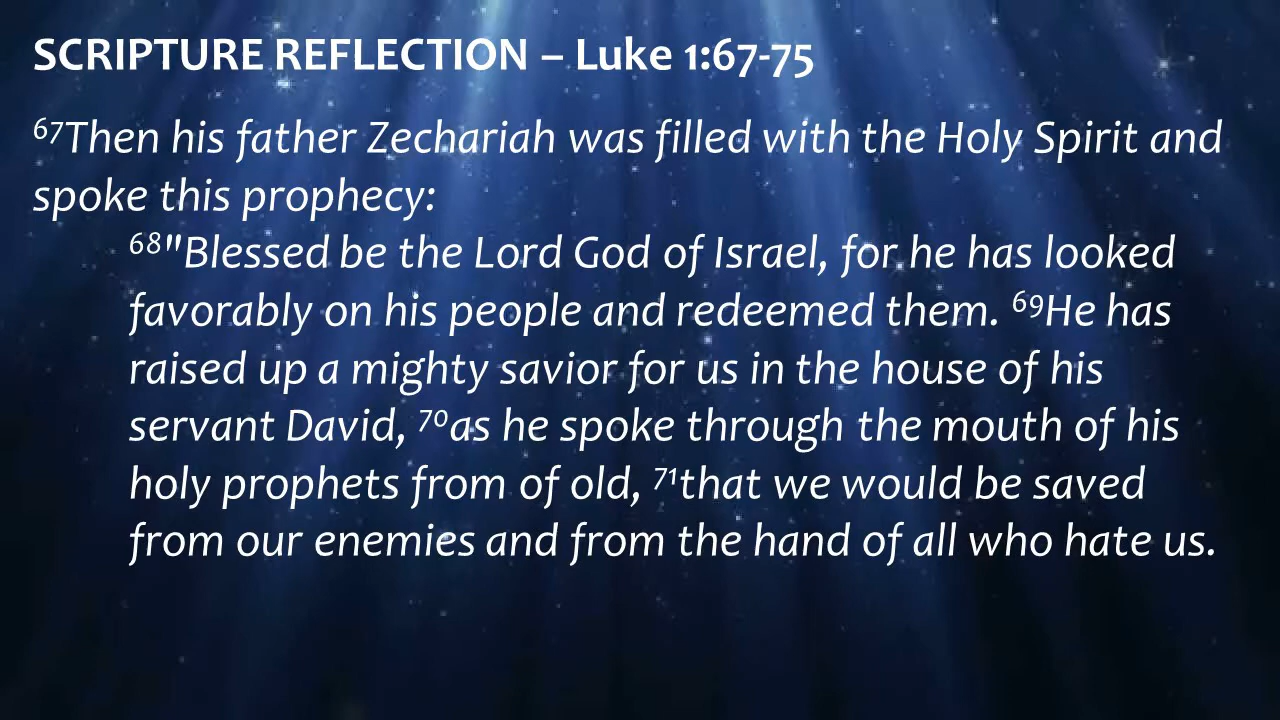 SCRIPTURE REFLECTION – Luke 1:67-75
⁶⁷Then his father Zechariah was filled with the Holy Spirit and
spoke this prophecy:
⁶⁸"Blessed be the Lord God of Israel, for he has looked
favorably on his people and redeemed them. ⁶⁹He has
raised up a mighty savior for us in the house of his
servant David, ⁷⁰as he spoke through the mouth of his
holy prophets from of old, ⁷¹that we would be saved
from our enemies and from the hand of all who hate us.